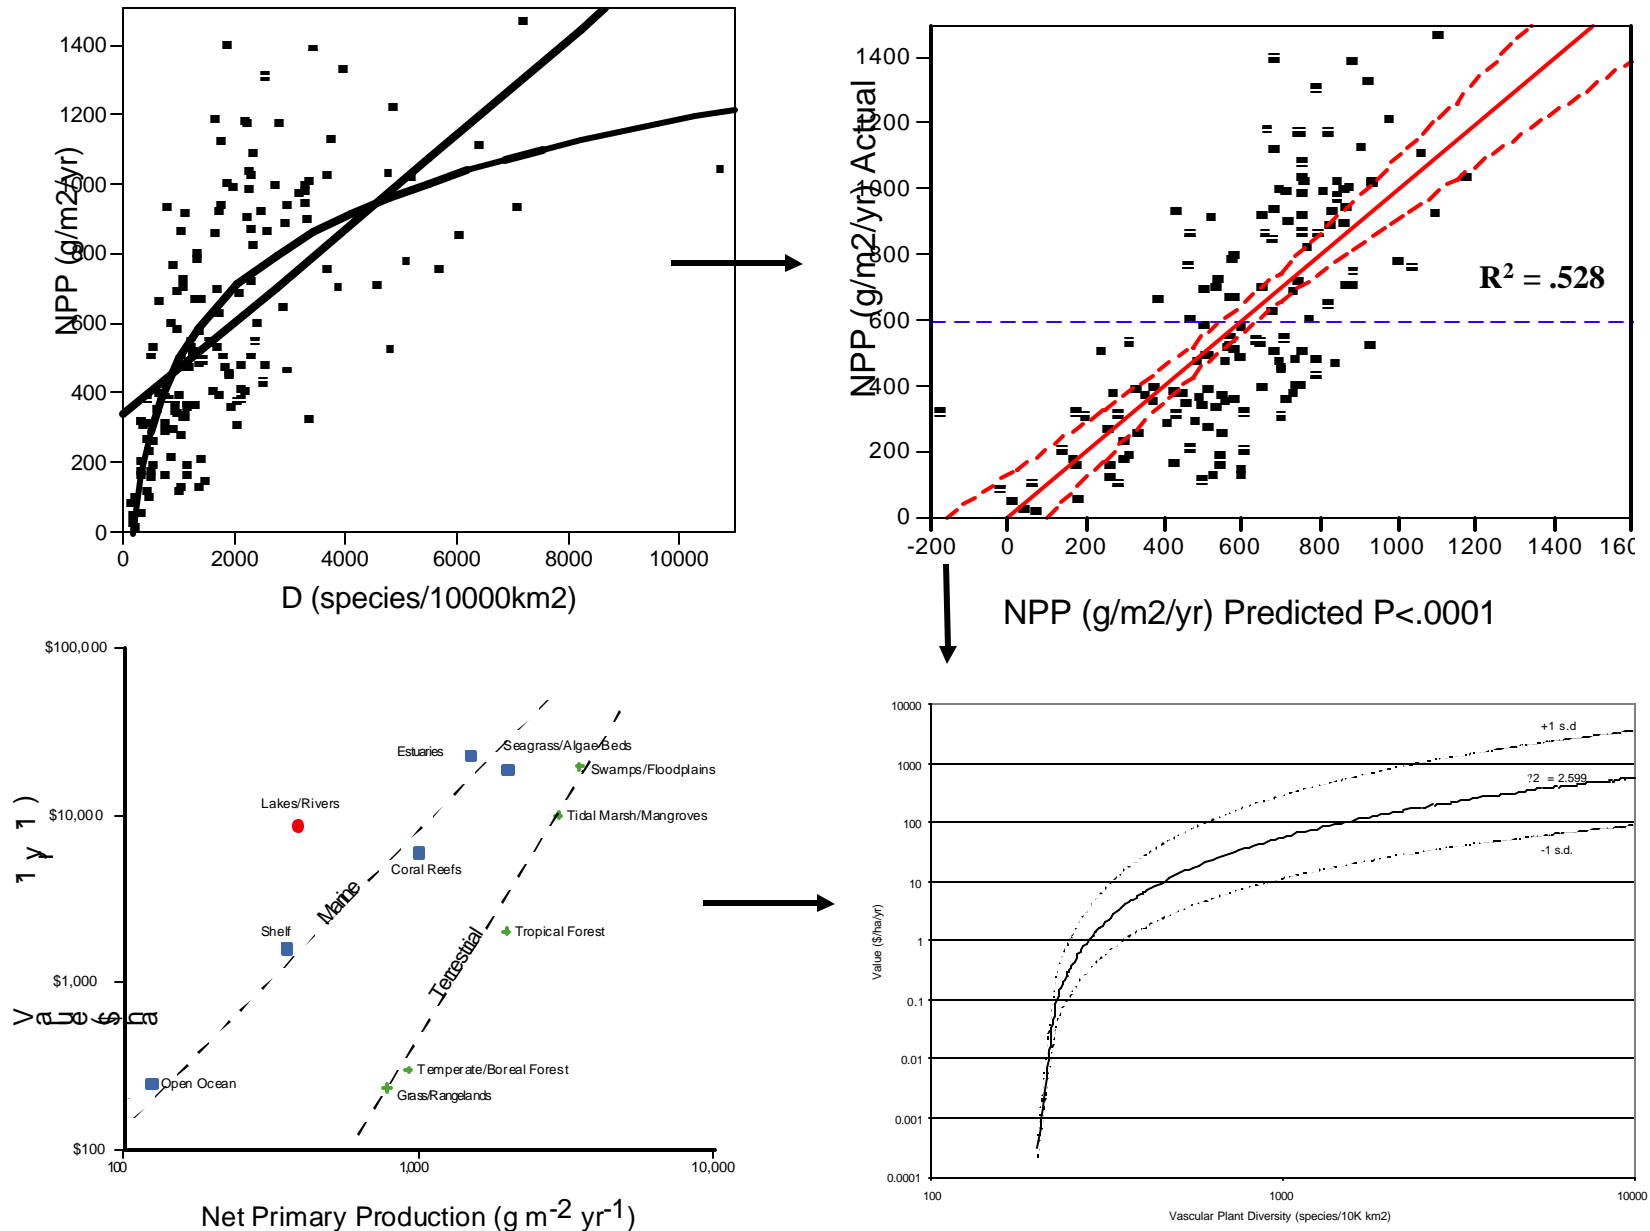 1400
1200
1000
800
600
400
200
0
NPP (g/m2/yr)
0 2000 4000 6000 8000 10000
D (species/10000km2)
1400
1200
1000
800
600
400
200
0
NPP (g/m2/yr) Actual
R2 = .528
-200 0 200 400 600 800 1000 1200 1400
NPP (g/m2/yr) Predicted P<.0001
$100,000
$10,000
$1,000
$100
Estuaries
Seagrass/Algae Beds
Swamps/Floodplains
Lakes/Rivers
Tidal Marsh/Mangroves
Coral Reefs
Marine
Shelf
Tropical Forest
Terrestrial
Temperate/Boreal Forest
Open Ocean
Grass/Rangelands
100 1,000 10,000
Net Primary Production (g m-2 yr-1)
10000
1000
100
10
1
0.1
0.01
0.001
0.0001
Value ($/ha/yr)
+1 s.d
?2 = 2.599
-1 s.d.
100 1000 10000
Vascular Plant Diversity (species/10K km2)